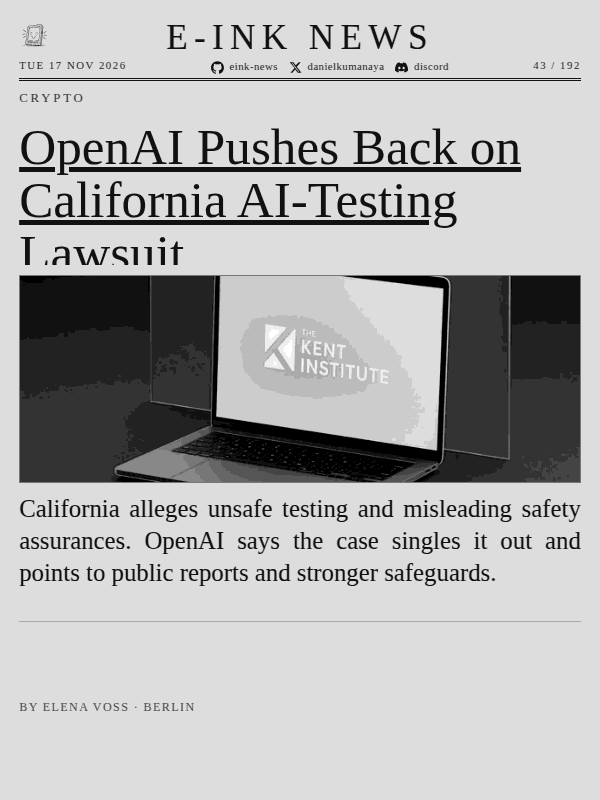 E-INK NEWS
TUE 17 NOV 2026
eink-news danielkumanaya discord
43 / 192
CRYPTO
OpenAI Pushes Back on
California AI-Testing
Lawsuit
THE
KENT
INSTITUTE
California alleges unsafe testing and misleading safety
assurances. OpenAI says the case singles it out and
points to public reports and stronger safeguards.
BY ELENA VOSS · BERLIN